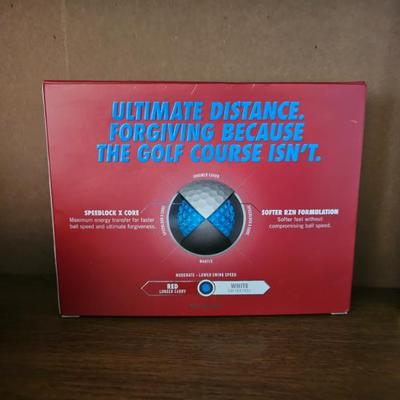 ULTIMATE DISTANCE.
FORGIVING BECAUSE
THE GOLF COURSE ISN'T.
SPEEDLOCK X CORE
Maximum energy transfer for faster
ball speed and ultimate forgiveness.
SOFTER RZN FORMULATION
Softer feel without
compromising ball speed.
MANTLE
MODERATE - LOWER SWING SPEED
RED
LONGER CARRY
WHITE